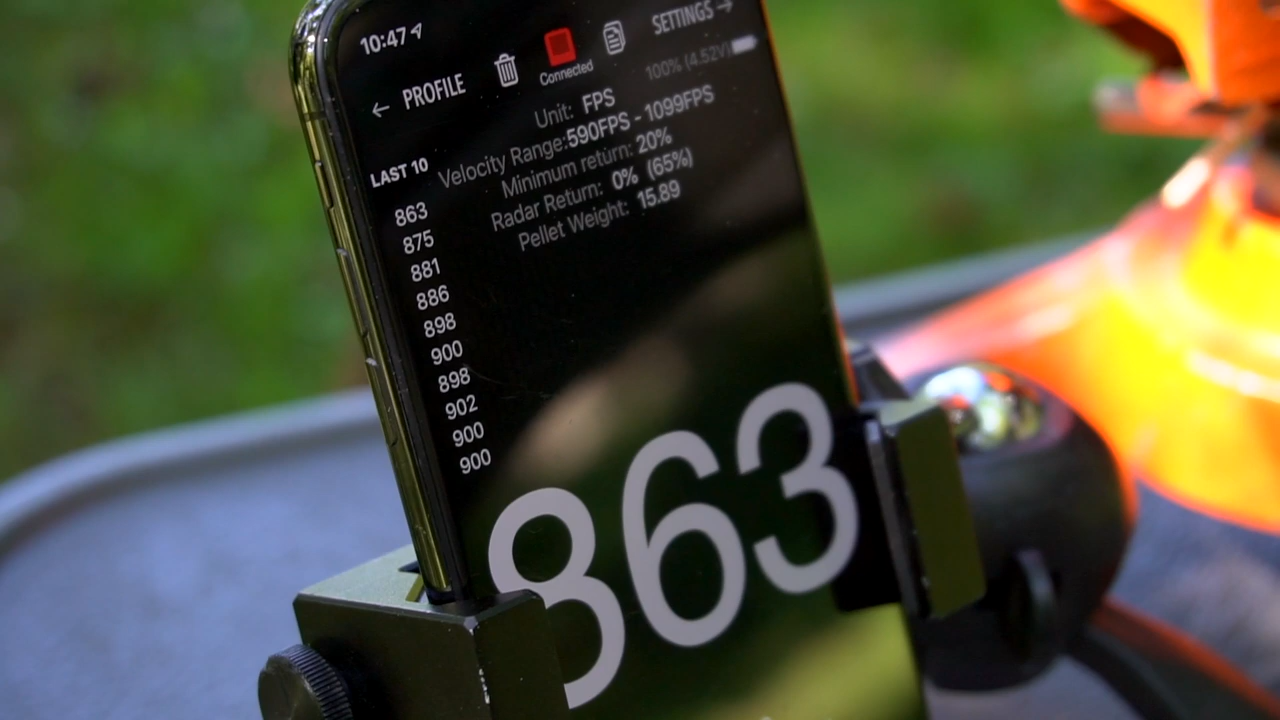 10:47
SETTINGS →
← PROFILE
Connected
100% (4.52V)
Unit: FPS
Velocity Range:590FPS - 1099FPS
Minimum return: 20%
Radar Return: 0% (65%)
Pellet Weight: 15.89
LAST 10
863
875
881
886
898
900
898
902
900
900
863